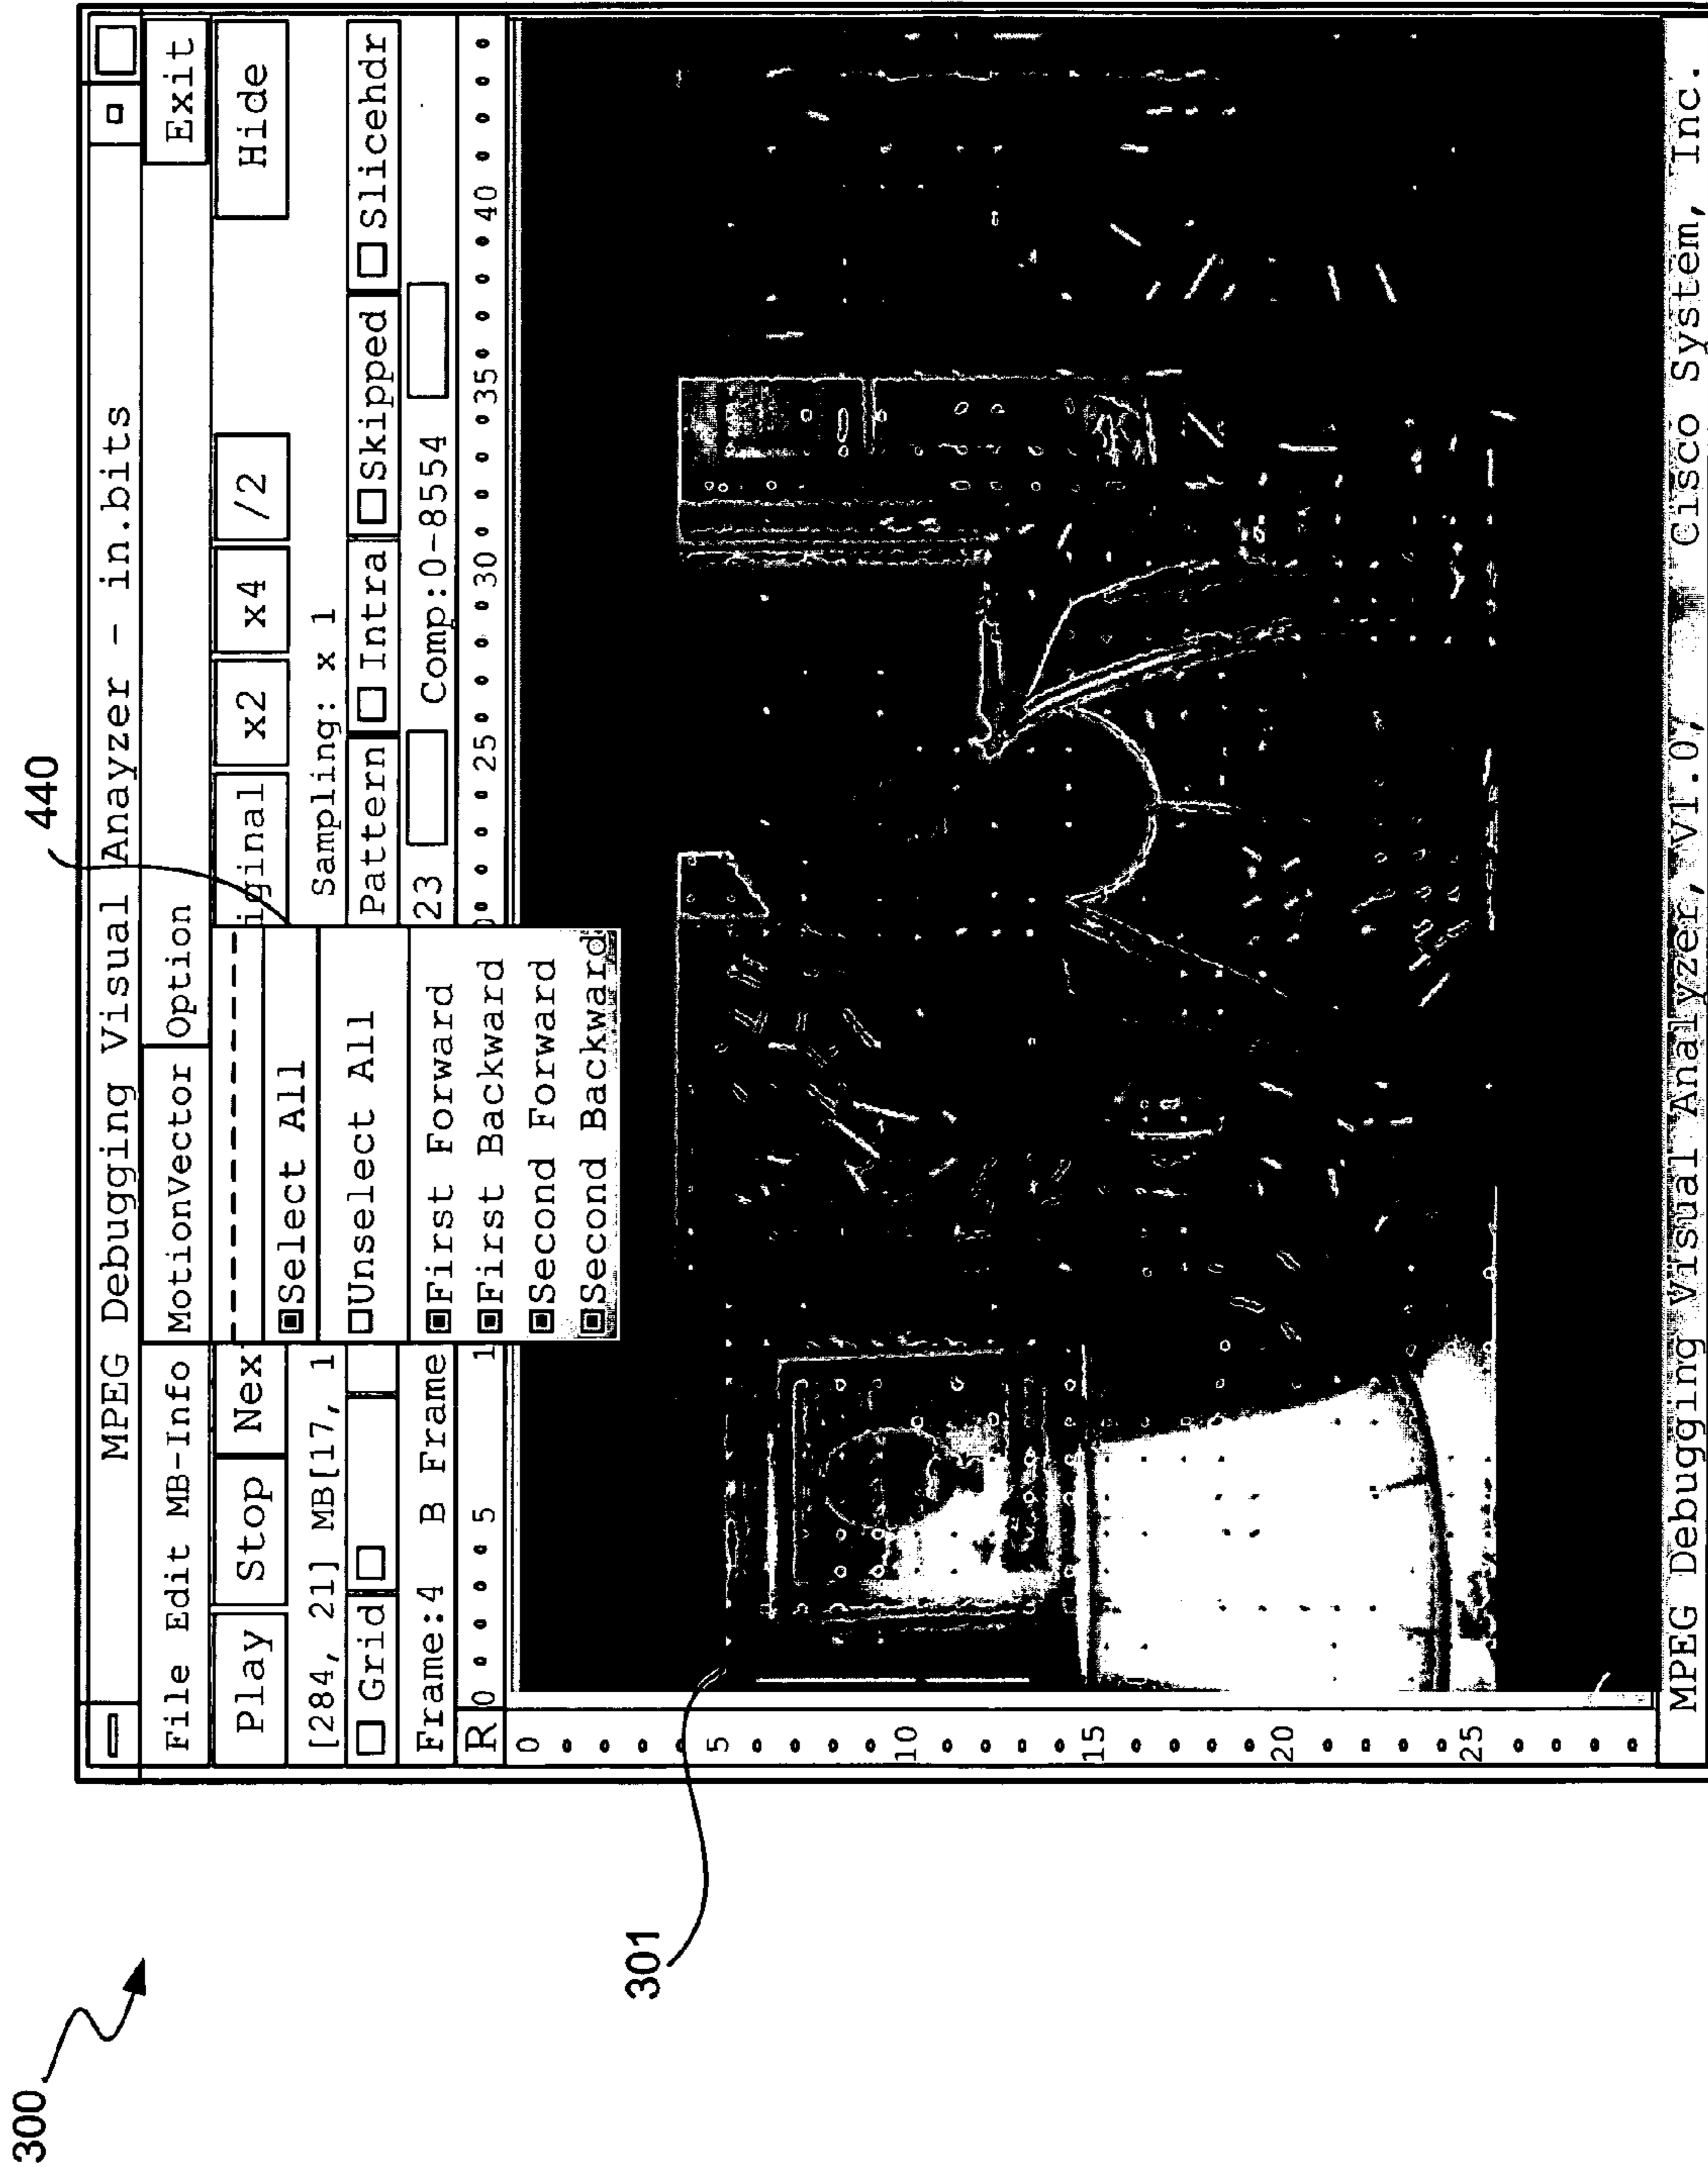 300
440
MPEG Debugging Visual Anayzer - in.bits
File Edit MB-Info MotionVector Option Exit
Play Stop Nex iginal x2 x4 /2 Hide
[284, 21] MB[17, 1 Sampling: x 1
Grid Pattern Intra Skipped Slicehdr
Frame:4 B Frame 23 Comp:0-8554
R 0 5 1 0 25 30 35 40
Select All
Unselect All
First Forward
First Backward
Second Forward
Second Backward
0
5
10
15
20
25
301
MPEG Debugging Visual Analyzer, V1.07 Cisco System, Inc.